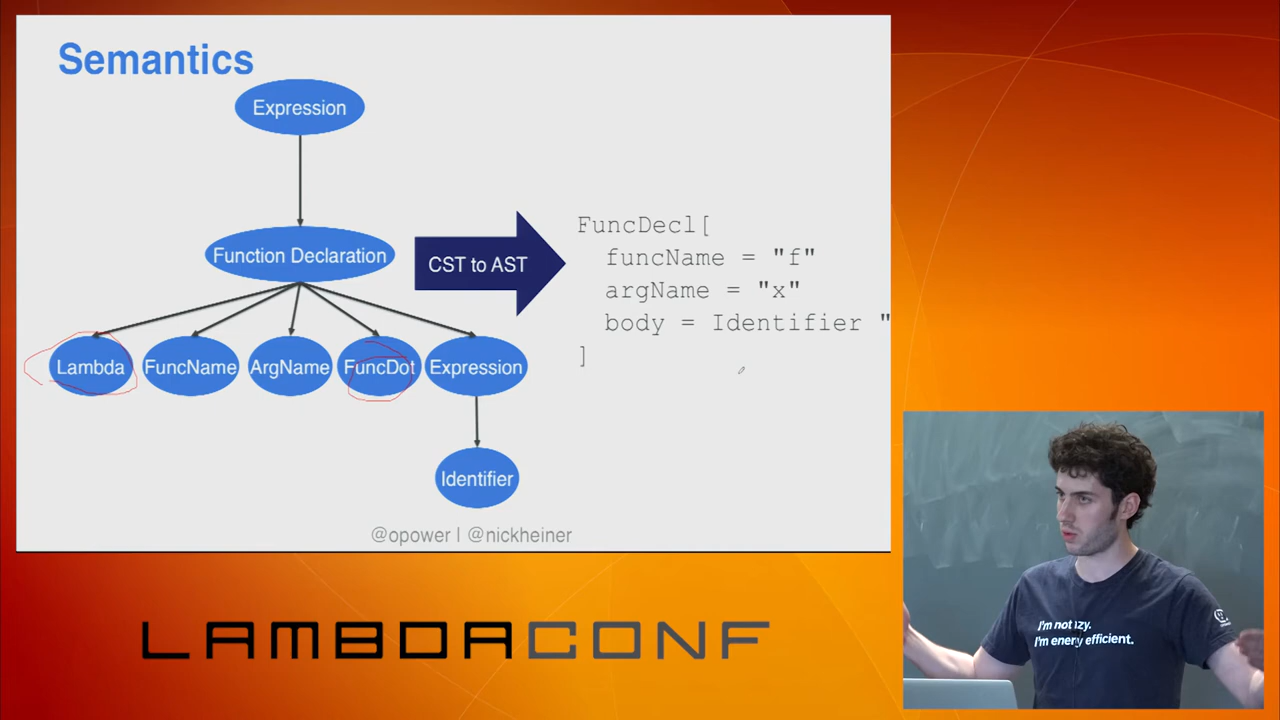 Semantics
Expression
Function Declaration
Lambda
FuncName
ArgName
FuncDot
Expression
Identifier
CST to AST
FuncDecl[
funcName = "f"
argName = "x"
body = Identifier "
]
@opower | @nickheiner
LAMBDACONF
I'm not lazy.
I'm energy efficient.